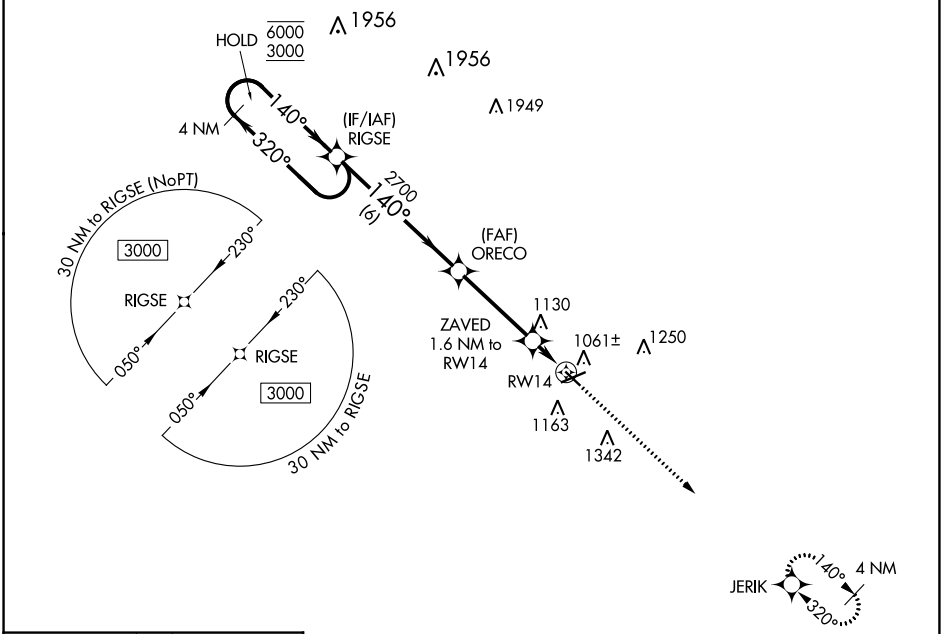 HOLD
6000
3000
1956
1956
1949
4 NM
140°
320°
(IF/IAF)
RIGSE
2700
140°
(6)
30 NM to RIGSE (NoPT)
3000
230°
RIGSE
050°
(FAF)
ORECO
230°
RIGSE
3000
050°
30 NM to RIGSE
1130
ZAVED
1.6 NM to
RW14
1061±
1250
RW14
1163
1342
JERIK
140°
4 NM
320°